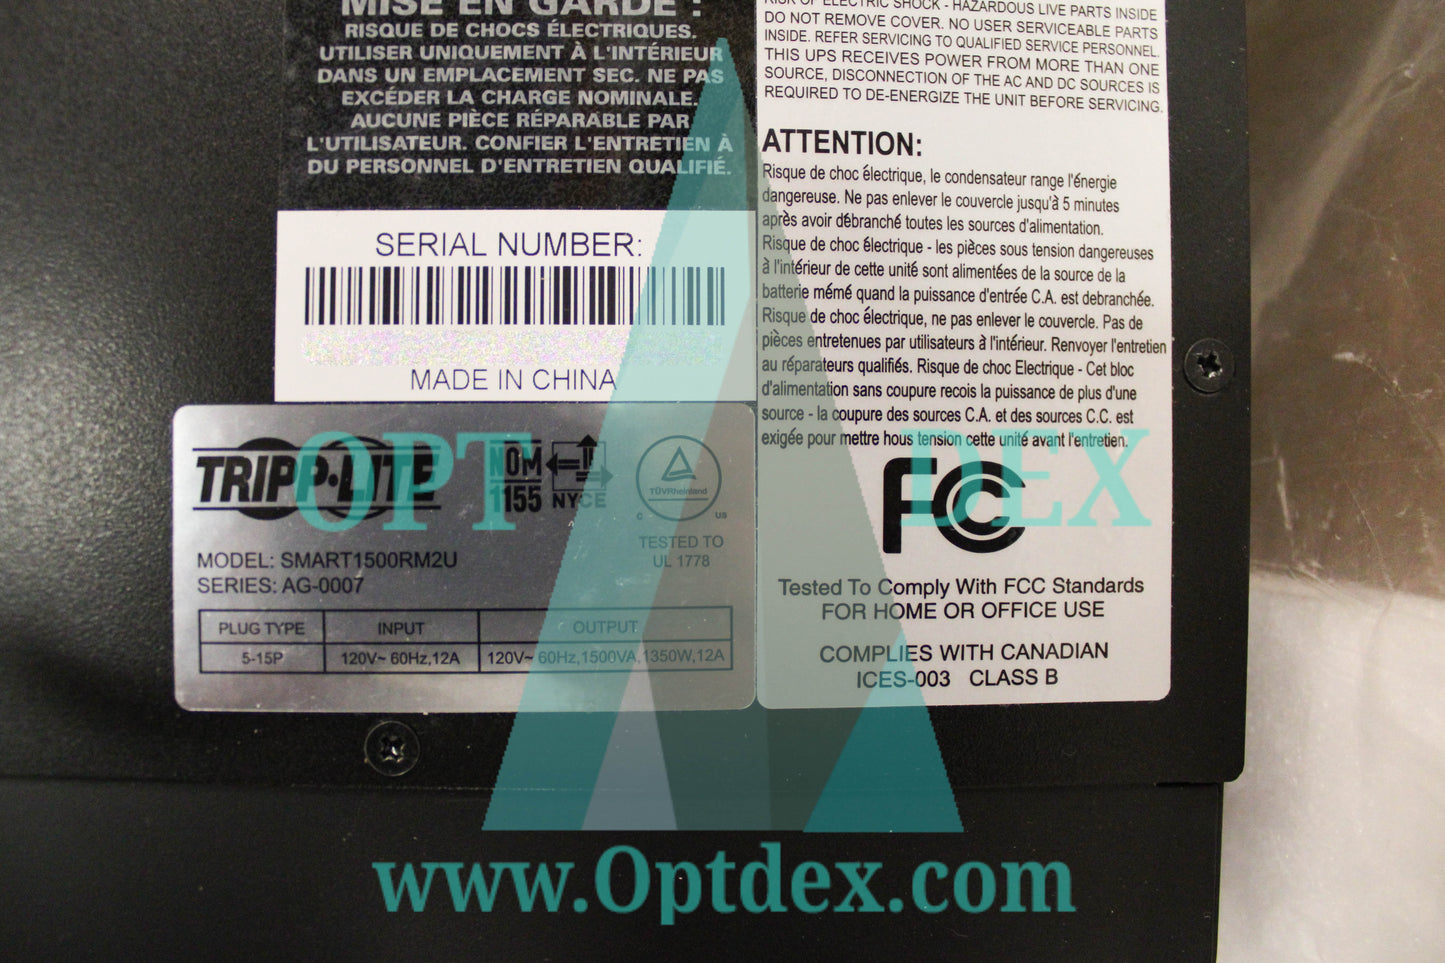 MISE EN GARDE :
RISQUE DE CHOCS ÉLECTRIQUES.
UTILISER UNIQUEMENT À L'INTÉRIEUR
DANS UN EMPLACEMENT SEC. NE PAS
EXCÉDER LA CHARGE NOMINALE.
AUCUNE PIÈCE RÉPARABLE PAR
L'UTILISATEUR. CONFIER L'ENTRETIEN À
DU PERSONNEL D'ENTRETIEN QUALIFIÉ.
SERIAL NUMBER:
MADE IN CHINA
TRIPP·LITE
NOM
1155
NYCE
TÜVRheinland
C US
TESTED TO
UL 1778
MODEL: SMART1500RM2U
SERIES: AG-0007
PLUG TYPE INPUT OUTPUT
5-15P 120V~ 60Hz,12A 120V~ 60Hz,1500VA,1350W,12A
RISK OF ELECTRIC SHOCK - HAZARDOUS LIVE PARTS INSIDE
DO NOT REMOVE COVER. NO USER SERVICEABLE PARTS
INSIDE. REFER SERVICING TO QUALIFIED SERVICE PERSONNEL.
THIS UPS RECEIVES POWER FROM MORE THAN ONE
SOURCE, DISCONNECTION OF THE AC AND DC SOURCES IS
REQUIRED TO DE-ENERGIZE THE UNIT BEFORE SERVICING.
ATTENTION:
Risque de choc électrique, le condensateur range l'énergie
dangereuse. Ne pas enlever le couvercle jusqu'à 5 minutes
après avoir débranché toutes les sources d'alimentation.
Risque de choc électrique - les pièces sous tension dangereuses
à l'intérieur de cette unité sont alimentées de la source de la
batterie mémé quand la puissance d'entrée C.A. est debranchée.
Risque de choc électrique, ne pas enlever le couvercle. Pas de
pièces entretenues par utilisateurs à l'intérieur. Renvoyer l'entretien
au réparateurs qualifiés. Risque de choc Electrique - Cet bloc
d'alimentation sans coupure recois la puissance de plus d'une
source - la coupure des sources C.A. et des sources C.C. est
exigée pour mettre hous tension cette unité avant l'entretien.
FCC
Tested To Comply With FCC Standards
FOR HOME OR OFFICE USE
COMPLIES WITH CANADIAN
ICES-003 CLASS B
OPT DEX
www.Optdex.com